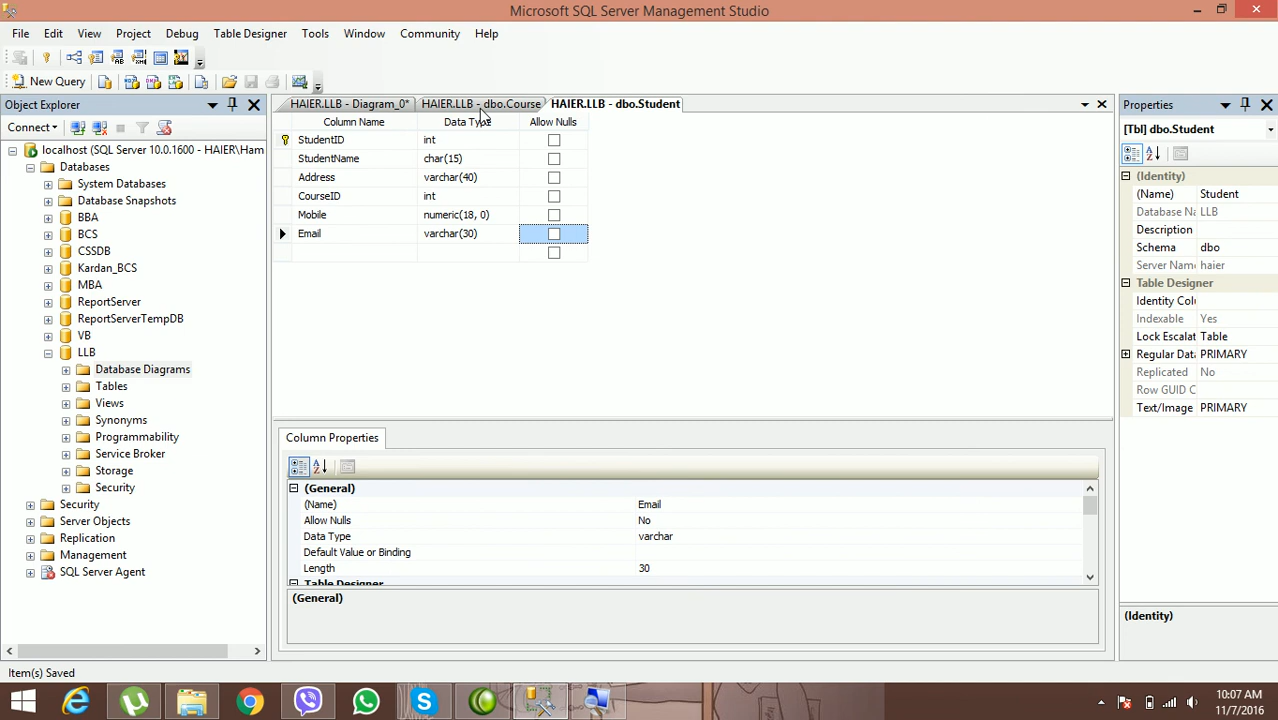 Microsoft SQL Server Management Studio
File Edit View Project Debug Table Designer Tools Window Community Help
New Query
Object Explorer
Connect
localhost (SQL Server 10.0.1600 - HAIER\Ham
Databases
System Databases
Database Snapshots
BBA
BCS
CSSDB
Kardan_BCS
MBA
ReportServer
ReportServerTempDB
VB
LLB
Database Diagrams
Tables
Views
Synonyms
Programmability
Service Broker
Storage
Security
Security
Server Objects
Replication
Management
SQL Server Agent
HAIER.LLB - Diagram_0* HAIER.LLB - dbo.Course HAIER.LLB - dbo.Student
Column Name Data Type Allow Nulls
StudentID int
StudentName char(15)
Address varchar(40)
CourseID int
Mobile numeric(18, 0)
Email varchar(30)
Column Properties
(General)
(Name) Email
Allow Nulls No
Data Type varchar
Default Value or Binding
Length 30
Table Designer
(General)
Properties
[Tbl] dbo.Student
(Identity)
(Name) Student
Database Na LLB
Description
Schema dbo
Server Name haier
Table Designer
Identity Col
Indexable Yes
Lock Escalat Table
Regular Dat PRIMARY
Replicated No
Row GUID C
Text/Image PRIMARY
(Identity)
Item(s) Saved
10:07 AM
11/7/2016